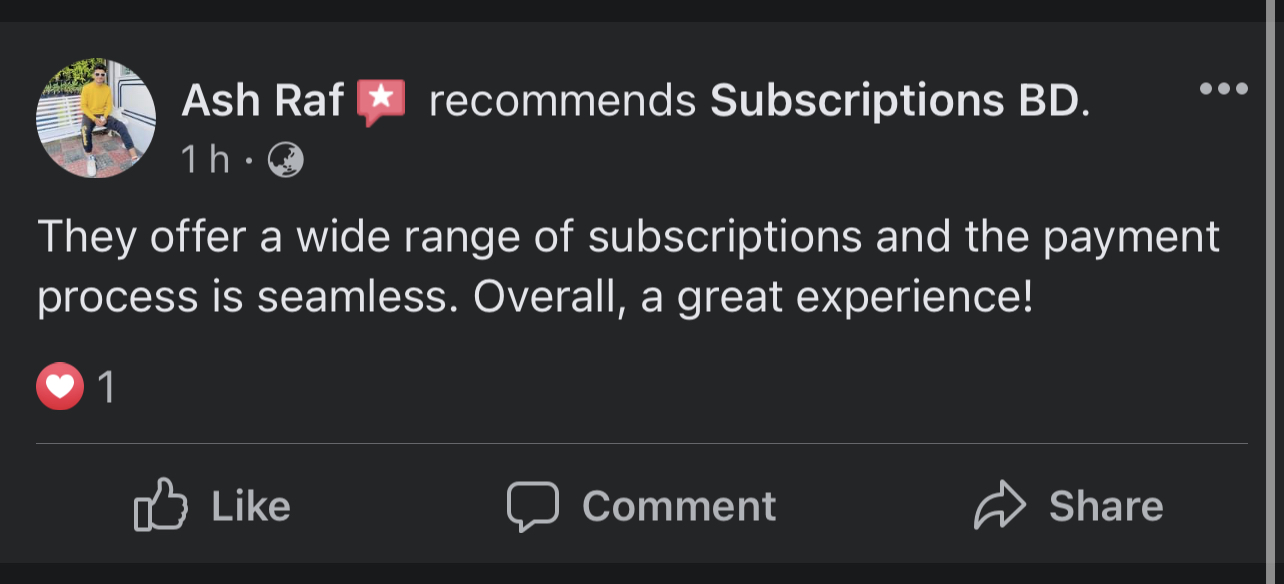 Ash Raf recommends Subscriptions BD.
1 h ·
They offer a wide range of subscriptions and the payment
process is seamless. Overall, a great experience!
1
Like Comment Share